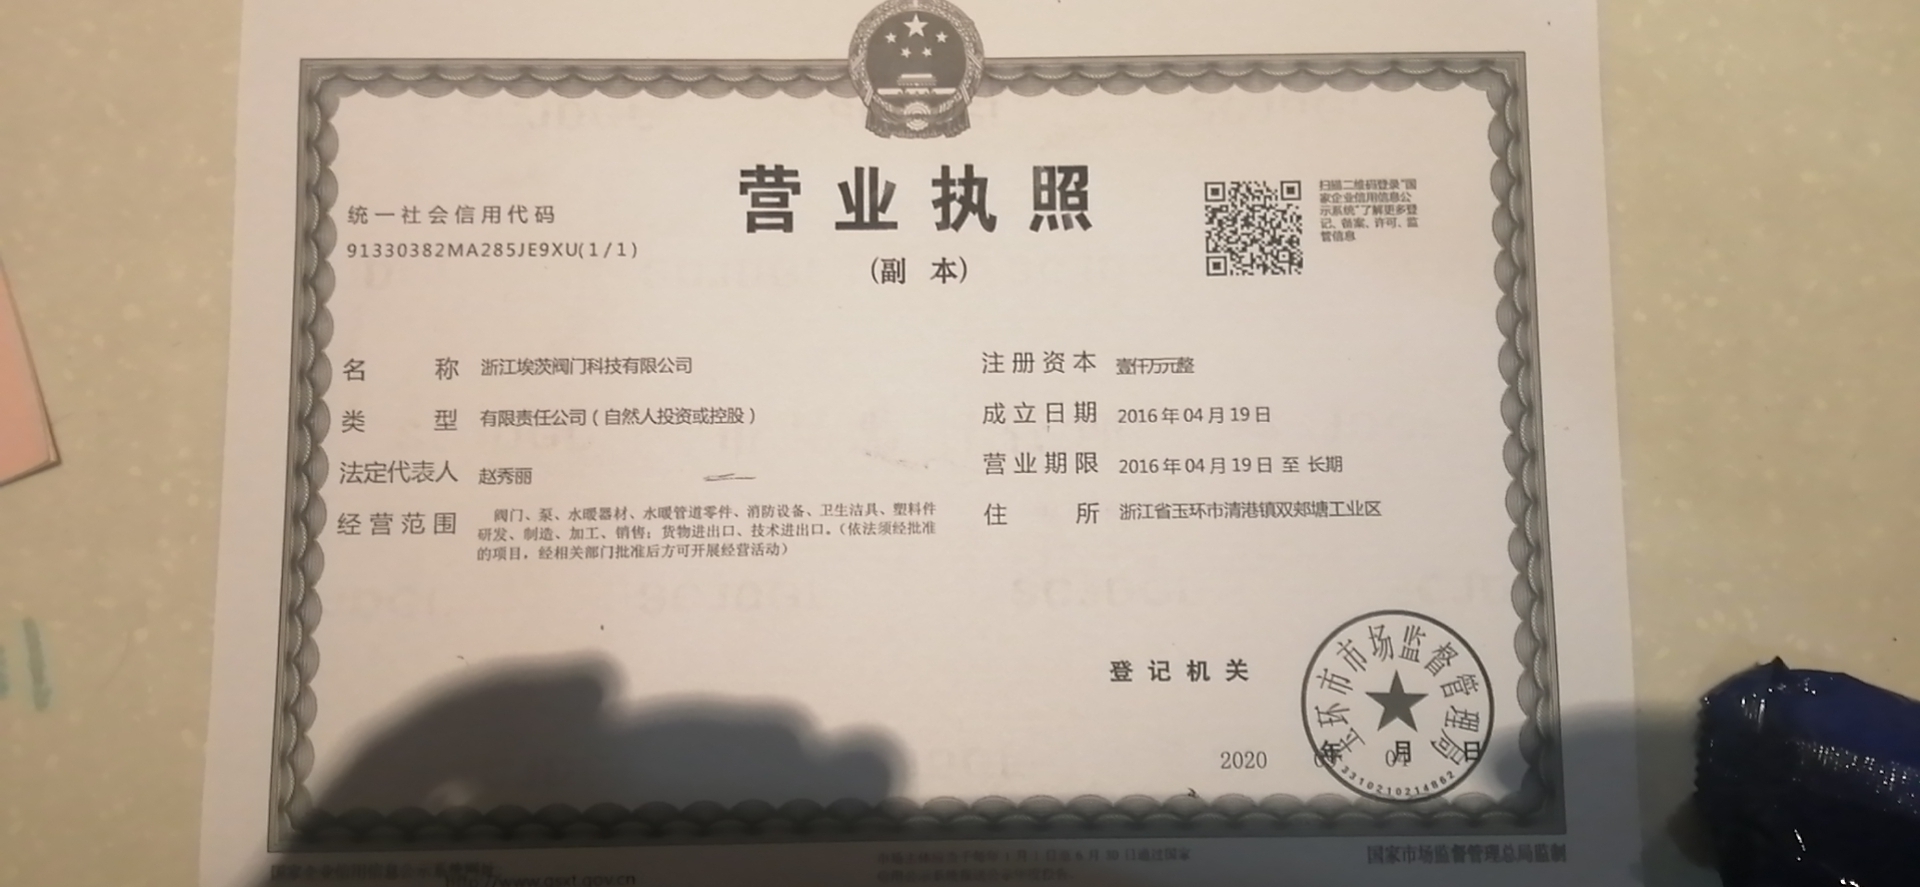 营业执照
(副 本)
统一社会信用代码
91330382MA285JE9XU(1/1)
扫描二维码登录"国
家企业信用信息公
示系统"了解更多登
记、备案、许可、监
管信息
名 称 浙江埃茨阀门科技有限公司
类 型 有限责任公司(自然人投资或控股)
法定代表人 赵秀丽
经营范围 阀门、泵、水暖器材、水暖管道零件、消防设备、卫生洁具、塑料件
研发、制造、加工、销售;货物进出口、技术进出口。(依法须经批准
的项目,经相关部门批准后方可开展经营活动)
注册资本 壹仟万元整
成立日期 2016年04月19日
营业期限 2016年04月19日 至 长期
住 所 浙江省玉环市清港镇双郏塘工业区
登记机关
环市市场监督管理局
2020 年 月 日
3310210214862
http://www.gsxt.gov.cn
国家市场监督管理总局监制